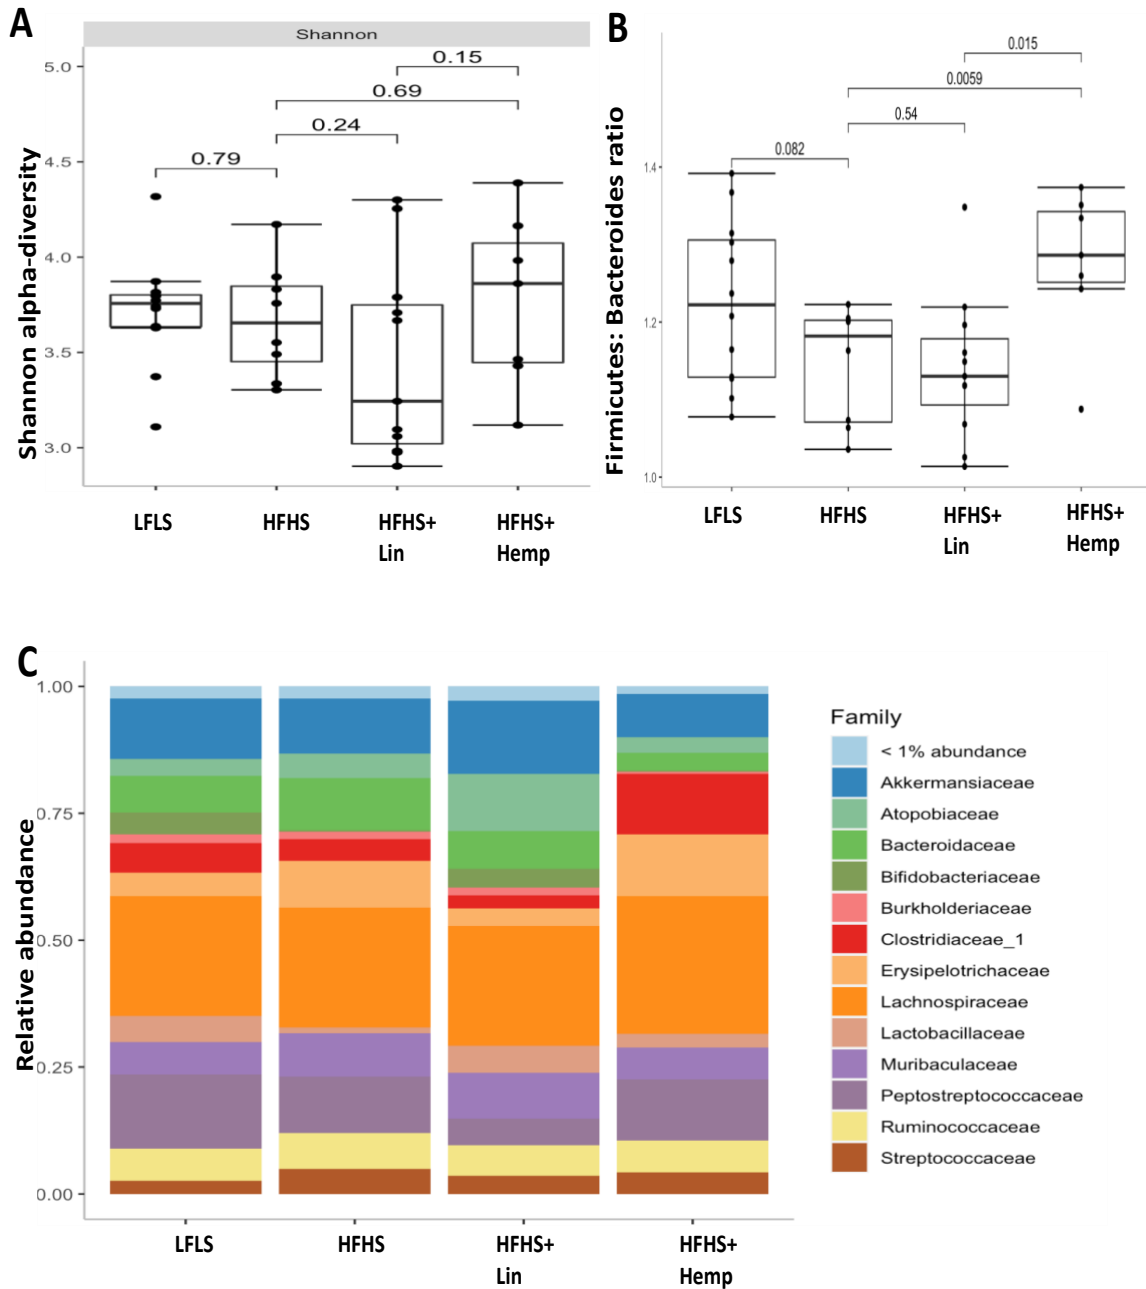 A
B
Shannon
Shannon alpha-diversity
5.0
4.5
4.0
3.5
3.0
0.15
0.69
0.24
0.79
LFLS
HFHS
HFHS+
Lin
HFHS+
Hemp
Firmicutes: Bacteroides ratio
1.4
1.2
1.0
0.015
0.0059
0.54
0.082
LFLS
HFHS
HFHS+
Lin
HFHS+
Hemp
C
Relative abundance
1.00
0.75
0.50
0.25
0.00
LFLS
HFHS
HFHS+
Lin
HFHS+
Hemp
Family
< 1% abundance
Akkermansiaceae
Atopobiaceae
Bacteroidaceae
Bifidobacteriaceae
Burkholderiaceae
Clostridiaceae_1
Erysipelotrichaceae
Lachnospiraceae
Lactobacillaceae
Muribaculaceae
Peptostreptococcaceae
Ruminococcaceae
Streptococcaceae